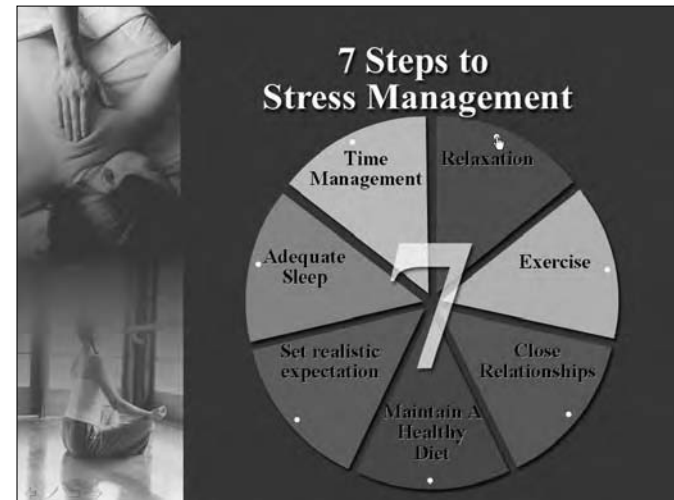 7 Steps to
Stress Management
Time
Management
Relaxation
Adequate
Sleep
Exercise
7
Set realistic
expectation
Close
Relationships
Maintain A
Healthy
Diet